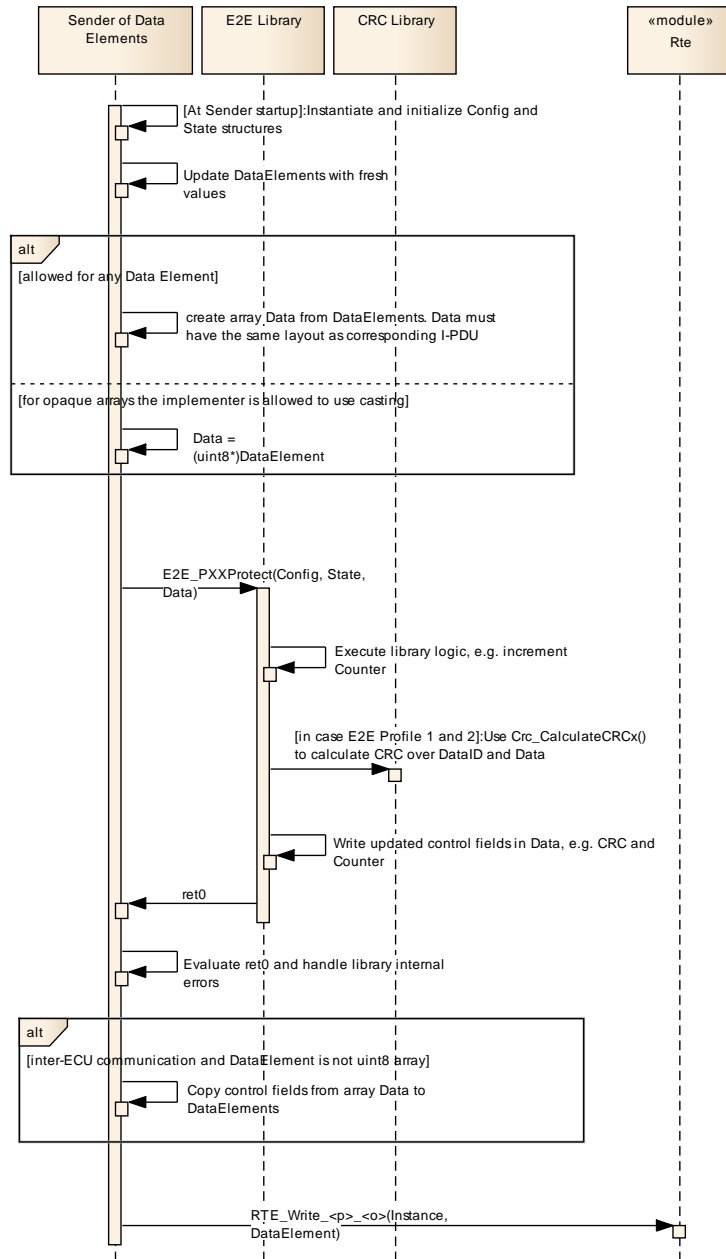 Sender of Data
Elements
E2E Library
CRC Library
«module»
Rte
[At Sender startup]:Instantiate and initialize Config and
State structures
Update DataElements with fresh
values
alt
[allowed for any Data Element]
create array Data from DataElements. Data must
have the same layout as corresponding I-PDU
[for opaque arrays the implementer is allowed to use casting]
Data =
(uint8*)DataElement
E2E_PXXProtect(Config, State,
Data)
Execute library logic, e.g. increment
Counter
[in case E2E Profile 1 and 2]:Use Crc_CalculateCRCx()
to calculate CRC over DataID and Data
Write updated control fields in Data, e.g. CRC and
Counter
ret0
Evaluate ret0 and handle library internal
errors
alt
[inter-ECU communication and DataElement is not uint8 array]
Copy control fields from array Data to
DataElements
RTE_Write_<p>_<o>(Instance,
DataElement)